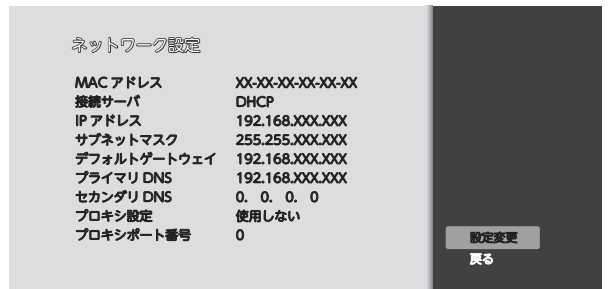 ネットワーク設定
MAC アドレス XX-XX-XX-XX-XX-XX
接続サーバ DHCP
IP アドレス 192.168.XXX.XXX
サブネットマスク 255.255.XXX.XXX
デフォルトゲートウェイ 192.168.XXX.XXX
プライマリ DNS 192.168.XXX.XXX
セカンダリ DNS 0. 0. 0. 0
プロキシ設定 使用しない
プロキシポート番号 0
設定変更
戻る